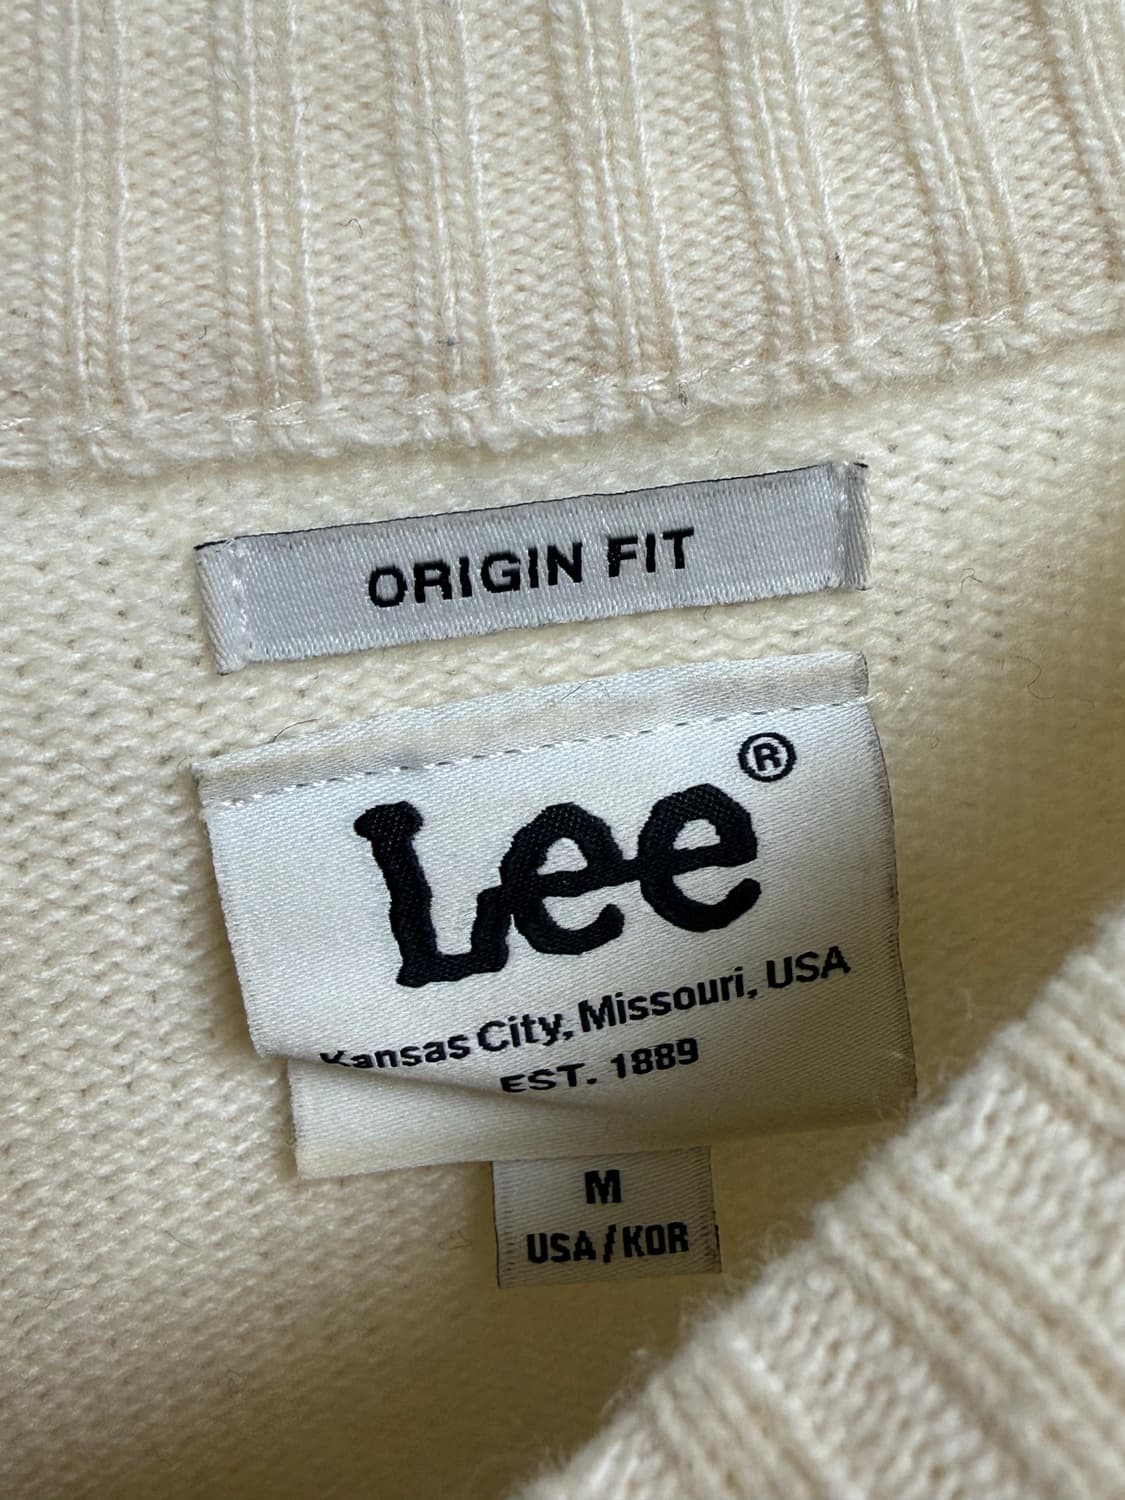 ORIGIN FIT
Lee®
Kansas City, Missouri, USA
EST. 1889
M
USA/KOR